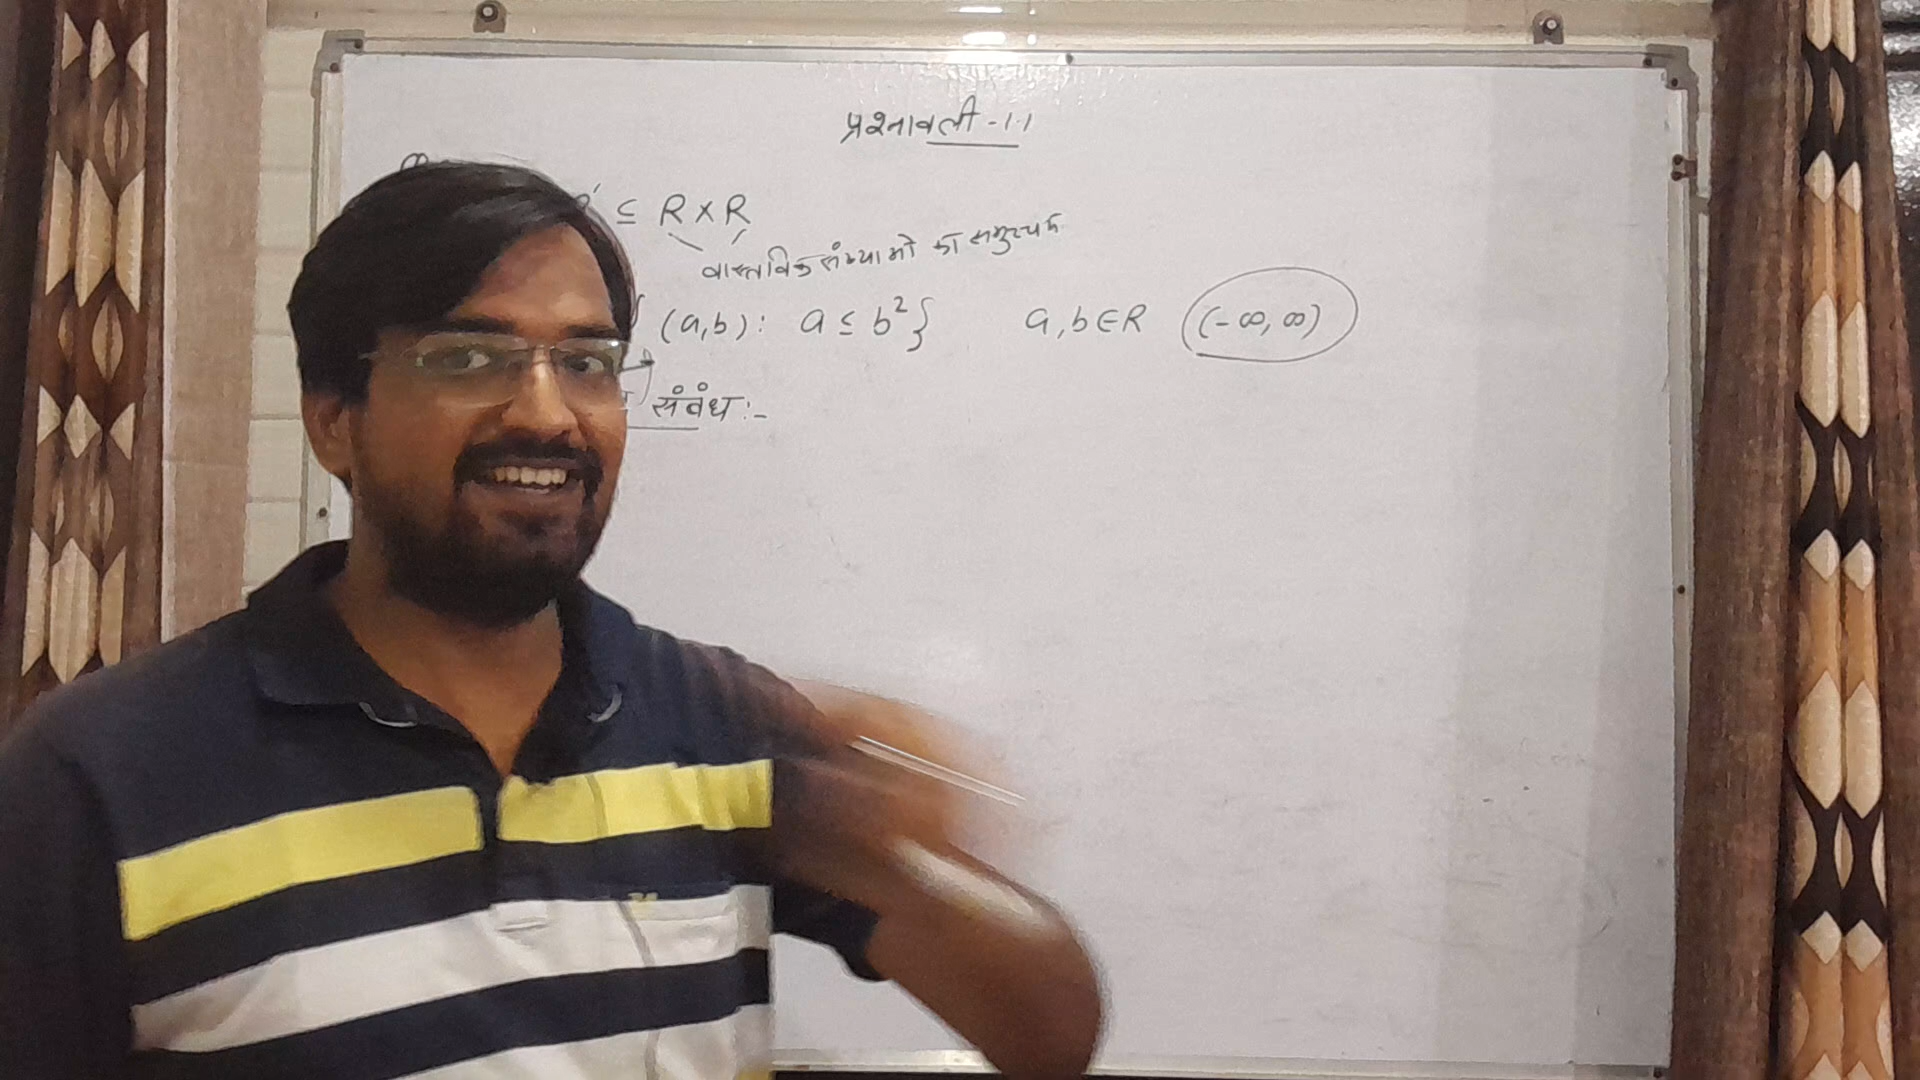 प्रश्नावली - 1.1
⊆ R × R
वास्तविक संख्याओ का समुच्चय
(a,b) : a ≤ b²} a, b ∈ R (-∞, ∞)
संबंध :-